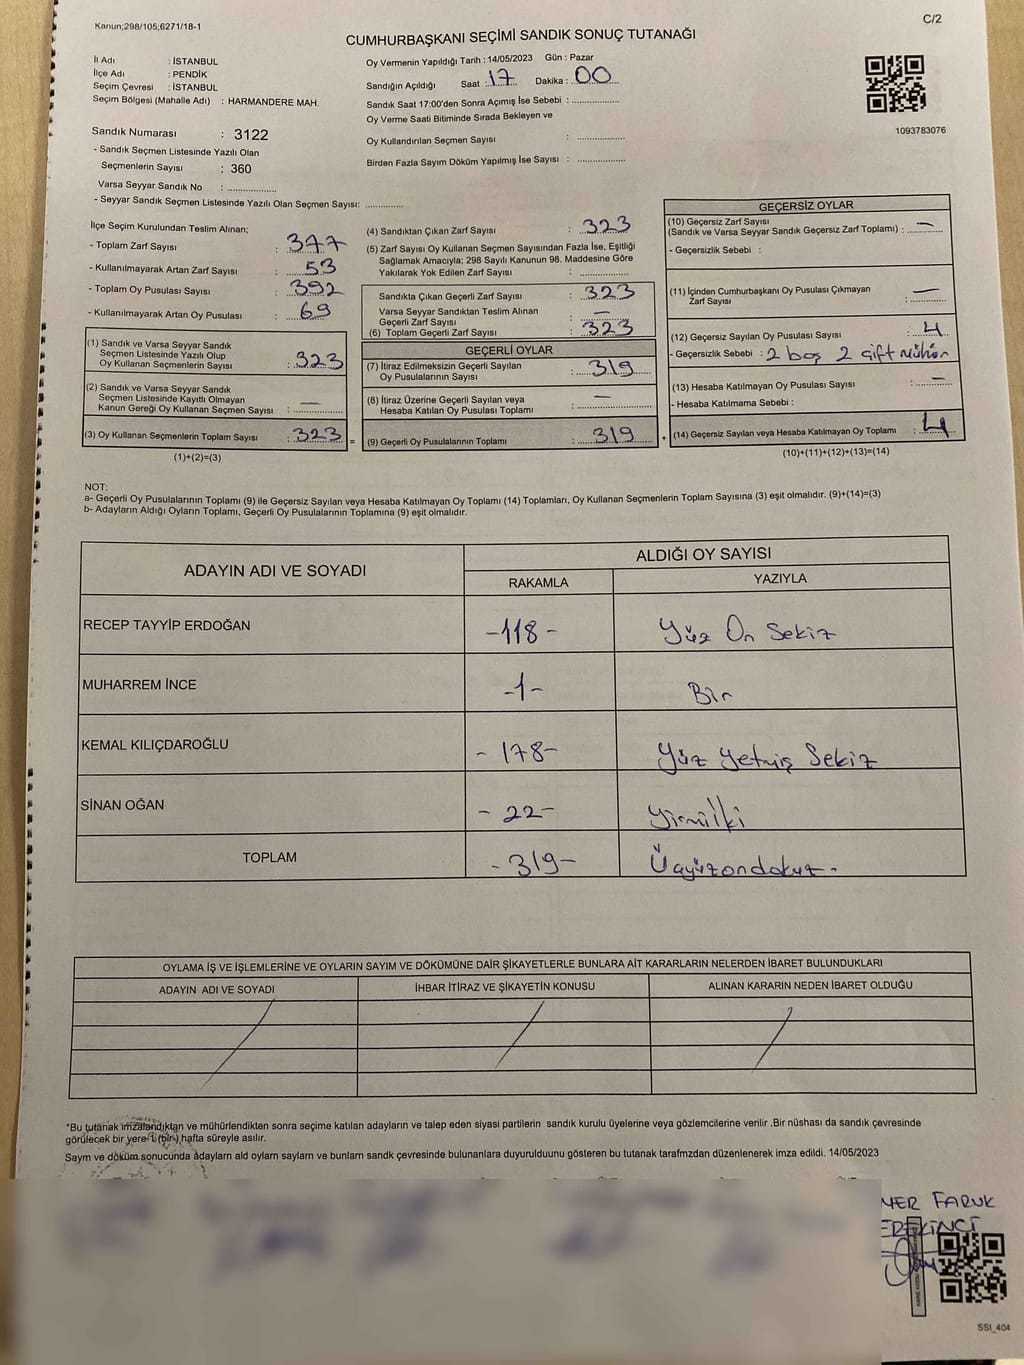 Kanun;298/105;6271/18-1
C/2
CUMHURBAŞKANI SEÇİMİ SANDIK SONUÇ TUTANAĞI
İl Adı : İSTANBUL
İlçe Adı : PENDİK
Seçim Çevresi : İSTANBUL
Seçim Bölgesi (Mahalle Adı) : HARMANDERE MAH.
Sandık Numarası : 3122
- Sandık Seçmen Listesinde Yazılı Olan
Seçmenlerin Sayısı : 360
Varsa Seyyar Sandık No : ................
- Seyyar Sandık Seçmen Listesinde Yazılı Olan Seçmen Sayısı: .............
Oy Vermenin Yapıldığı Tarih : 14/05/2023 Gün : Pazar
Sandığın Açıldığı Saat : 17 Dakika : 00
Sandık Saat 17:00'den Sonra Açımış İse Sebebi : ................
Oy Verme Saati Bitiminde Sırada Bekleyen ve
Oy Kullandırılan Seçmen Sayısı : ................
Birden Fazla Sayım Döküm Yapılmış İse Sayısı : ................
1093783076
İlçe Seçim Kurulundan Teslim Alınan;
- Toplam Zarf Sayısı : 377
- Kullanılmayarak Artan Zarf Sayısı : 53
- Toplam Oy Pusulası Sayısı : 392
- Kullanılmayarak Artan Oy Pusulası : 69
(1) Sandık ve Varsa Seyyar Sandık
Seçmen Listesinde Yazılı Olup
Oy Kullanan Seçmenlerin Sayısı : 323
(2) Sandık ve Varsa Seyyar Sandık
Seçmen Listesinde Kayıtlı Olmayan
Kanun Gereği Oy Kullanan Seçmen Sayısı : —
(3) Oy Kullanan Seçmenlerin Toplam Sayısı : 323 =
(1)+(2)=(3)
(4) Sandıktan Çıkan Zarf Sayısı : 323
(5) Zarf Sayısı Oy Kullanan Seçmen Sayısından Fazla İse, Eşitliği
Sağlamak Amacıyla; 298 Sayılı Kanunun 98. Maddesine Göre
Yakılarak Yok Edilen Zarf Sayısı : ................
Sandıkta Çıkan Geçerli Zarf Sayısı : 323
Varsa Seyyar Sandıktan Teslim Alınan
Geçerli Zarf Sayısı : —
(6) Toplam Geçerli Zarf Sayısı : 323
GEÇERLİ OYLAR
(7) İtiraz Edilmeksizin Geçerli Sayılan
Oy Pusulalarının Sayısı : 319
(8) İtiraz Üzerine Geçerli Sayılan veya
Hesaba Katılan Oy Pusulası Toplamı : —
(9) Geçerli Oy Pusulalarının Toplamı : 319 +
GEÇERSİZ OYLAR
(10) Geçersiz Zarf Sayısı
(Sandık ve Varsa Seyyar Sandık Geçersiz Zarf Toplamı) : —
- Geçersizlik Sebebi :
(11) İçinden Cumhurbaşkanı Oy Pusulası Çıkmayan
Zarf Sayısı : —
(12) Geçersiz Sayılan Oy Pusulası Sayısı : 4
- Geçersizlik Sebebi : 2 boş 2 çift mühür
(13) Hesaba Katılmayan Oy Pusulası Sayısı : —
- Hesaba Katılmama Sebebi :
(14) Geçersiz Sayılan veya Hesaba Katılmayan Oy Toplamı : 4
(10)+(11)+(12)+(13)=(14)
NOT:
a- Geçerli Oy Pusulalarının Toplamı (9) ile Geçersiz Sayılan veya Hesaba Katılmayan Oy Toplamı (14) Toplamları, Oy Kullanan Seçmenlerin Toplam Sayısına (3) eşit olmalıdır. (9)+(14)=(3)
b- Adayların Aldığı Oyların Toplamı, Geçerli Oy Pusulalarının Toplamına (9) eşit olmalıdır.
ADAYIN ADI VE SOYADI
ALDIĞI OY SAYISI
RAKAMLA YAZIYLA
RECEP TAYYİP ERDOĞAN -118- Yüz On Sekiz
MUHARREM İNCE -1- Bir
KEMAL KILIÇDAROĞLU - 178- Yüz Yetmiş Sekiz
SİNAN OĞAN - 22- Yirmiİki
TOPLAM - 319- Üçyüzondokuz.
OYLAMA İŞ VE İŞLEMLERİNE VE OYLARIN SAYIM VE DÖKÜMÜNE DAİR ŞİKAYETLERLE BUNLARA AİT KARARLARIN NELERDEN İBARET BULUNDUKLARI
ADAYIN ADI VE SOYADI İHBAR İTİRAZ VE ŞİKAYETİN KONUSU ALINAN KARARIN NEDEN İBARET OLDUĞU
*Bu tutanak imzalandıktan ve mühürlendikten sonra seçime katılan adayların ve talep eden siyasi partilerin sandık kurulu üyelerine veya gözlemcilerine verilir .Bir nüshası da sandık çevresinde
görülecek bir yere 1 (bir) hafta süreyle asılır.
Sayım ve döküm sonucunda adayların ald oyların saylarn ve bunlarn sandk çevresinde bulunanlara duyurulduunu gösteren bu tutanak tarafmzdan düzenlenerek imza edildi. 14/05/2023
MER FARUK
EREKİNCİ
SSI_404